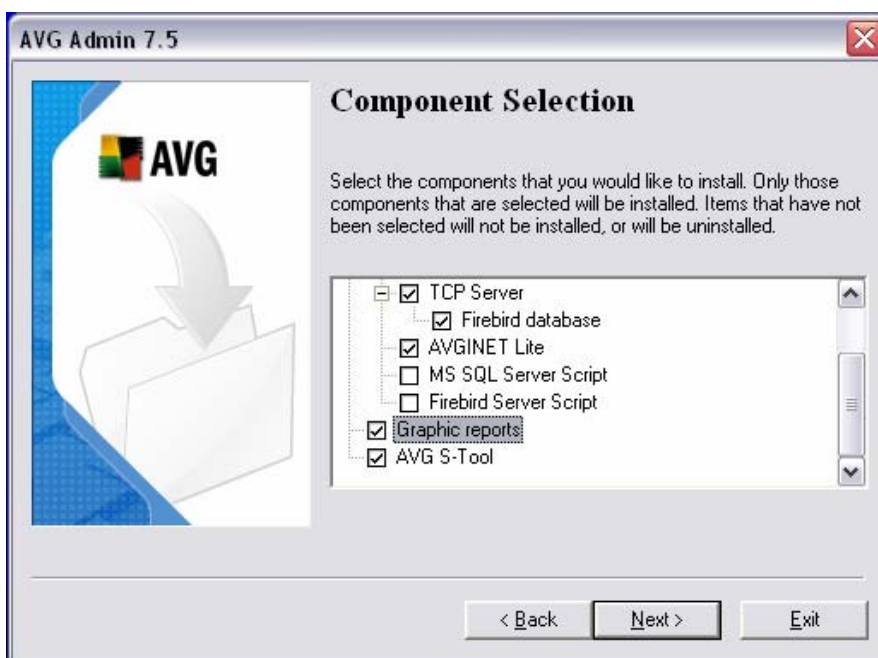 AVG Admin 7.5
AVG
Component Selection
Select the components that you would like to install. Only those
components that are selected will be installed. Items that have not
been selected will not be installed, or will be uninstalled.
TCP Server
Firebird database
AVGINET Lite
MS SQL Server Script
Firebird Server Script
Graphic reports
AVG S-Tool
< Back
Next >
Exit